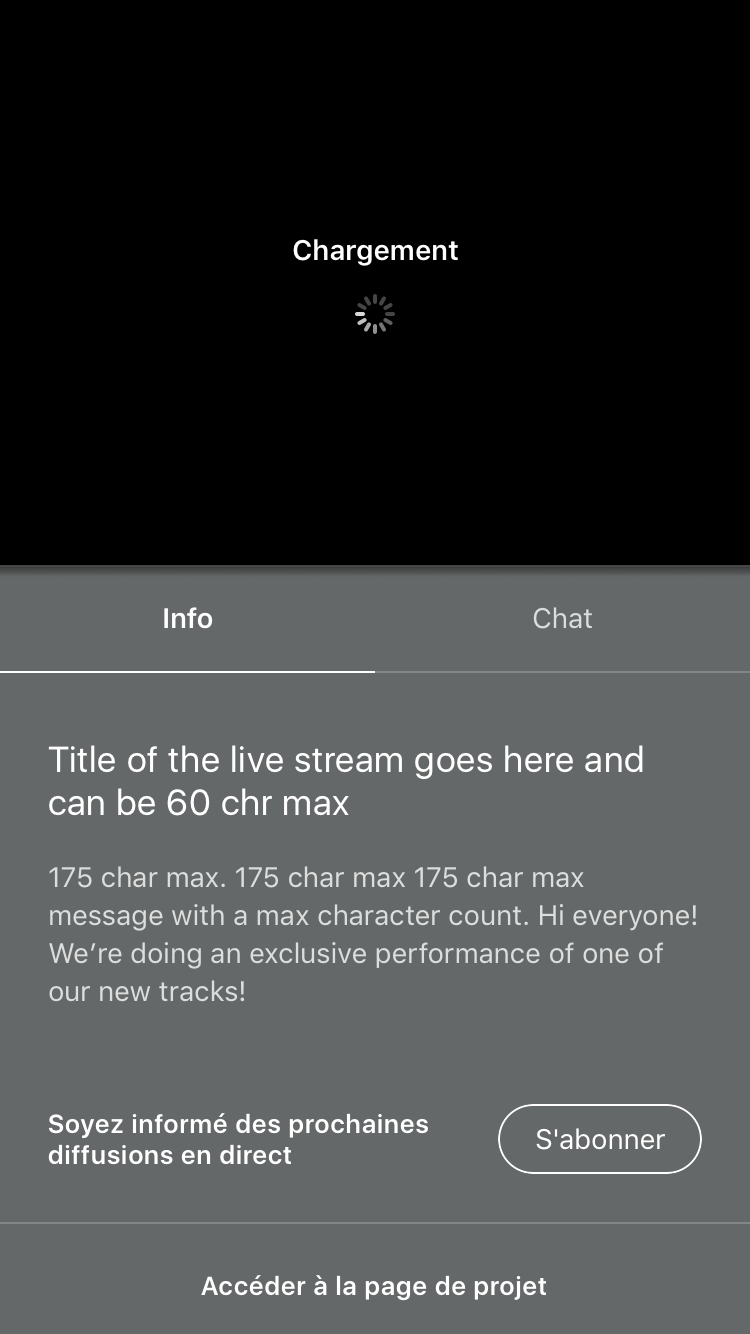 Chargement
Info
Chat
Title of the live stream goes here and
can be 60 chr max
175 char max. 175 char max 175 char max
message with a max character count. Hi everyone!
We’re doing an exclusive performance of one of
our new tracks!
Soyez informé des prochaines
diffusions en direct
S'abonner
Accéder à la page de projet